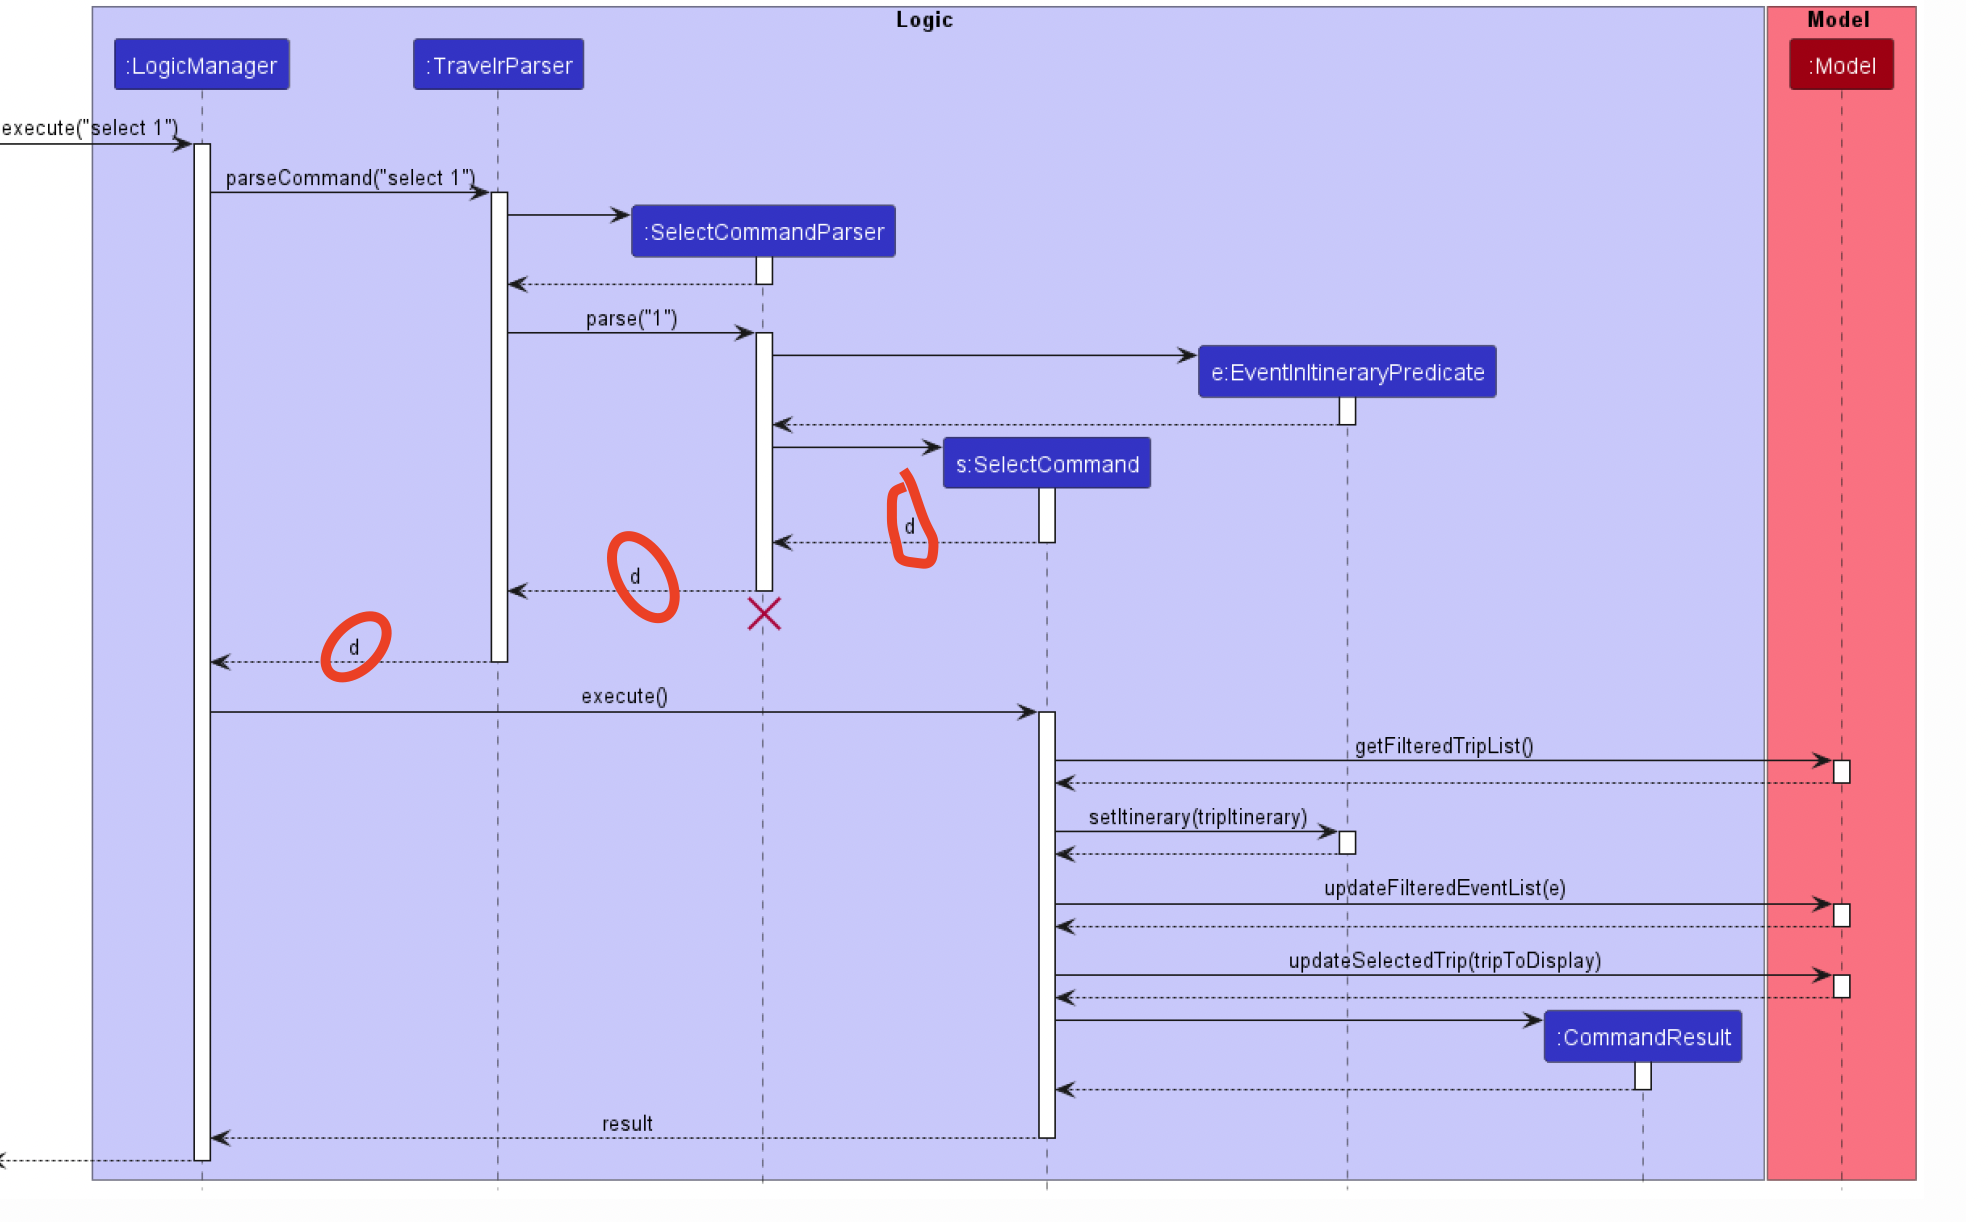 Logic
Model
:LogicManager
:TravelrParser
:Model
execute("select 1")
parseCommand("select 1")
:SelectCommandParser
parse("1")
e:EventInItineraryPredicate
s:SelectCommand
d
d
d
execute()
getFilteredTripList()
setItinerary(tripItinerary)
updateFilteredEventList(e)
updateSelectedTrip(tripToDisplay)
:CommandResult
result